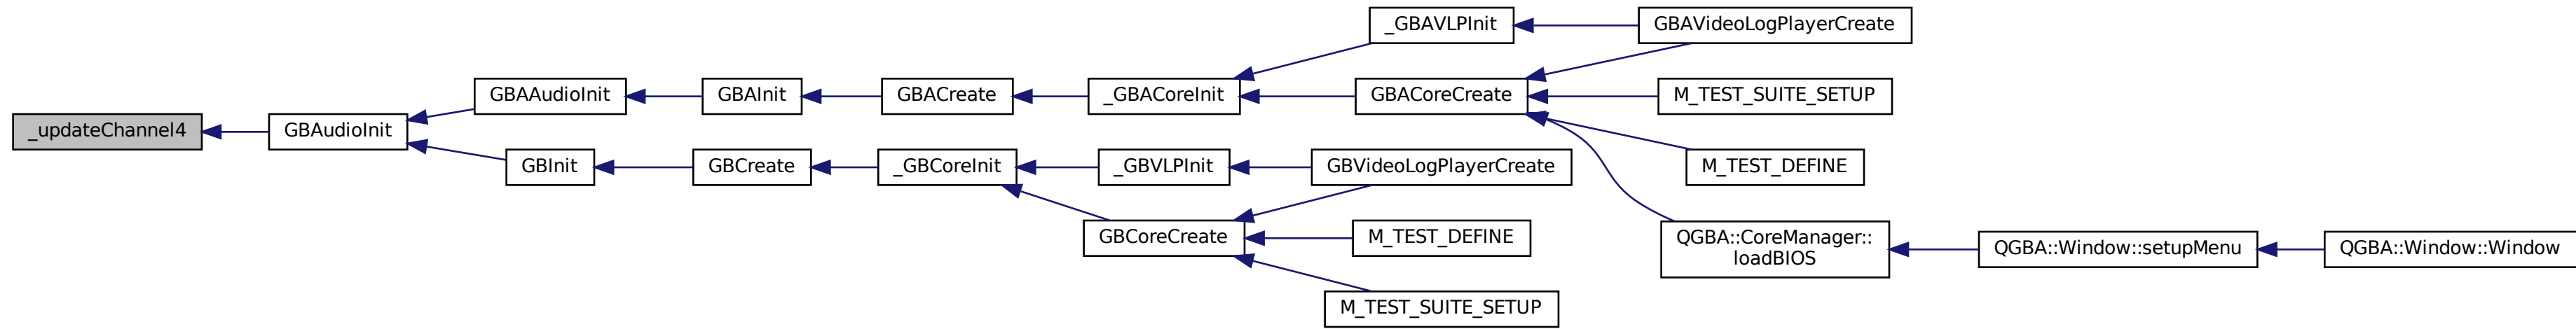 _GBAVLPInit
GBAVideoLogPlayerCreate
GBAAudioInit
GBAInit
GBACreate
_GBACoreInit
GBACoreCreate
M_TEST_SUITE_SETUP
_updateChannel4
GBAudioInit
GBInit
GBCreate
_GBCoreInit
_GBVLPInit
GBVideoLogPlayerCreate
M_TEST_DEFINE
GBCoreCreate
M_TEST_DEFINE
QGBA::CoreManager::
loadBIOS
QGBA::Window::setupMenu
QGBA::Window::Window
M_TEST_SUITE_SETUP